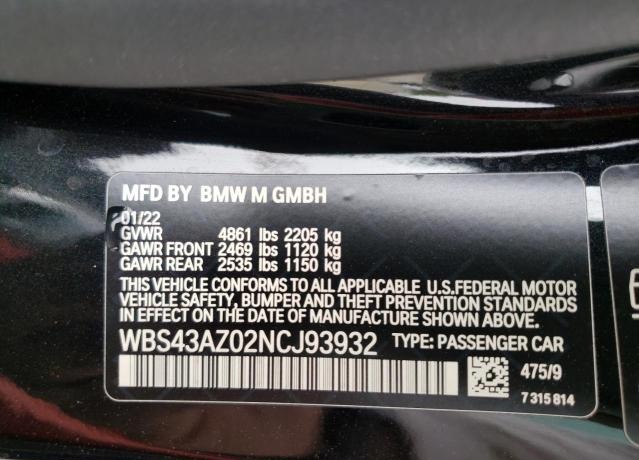 MFD BY BMW M GMBH
01/22
GVWR 4861 lbs 2205 kg
GAWR FRONT 2469 lbs 1120 kg
GAWR REAR 2535 lbs 1150 kg
THIS VEHICLE CONFORMS TO ALL APPLICABLE U.S.FEDERAL MOTOR
VEHICLE SAFETY, BUMPER AND THEFT PREVENTION STANDARDS
IN EFFECT ON THE DATE OF MANUFACTURE SHOWN ABOVE.
WBS43AZ02NCJ93932 TYPE: PASSENGER CAR
475/9
7 315 814